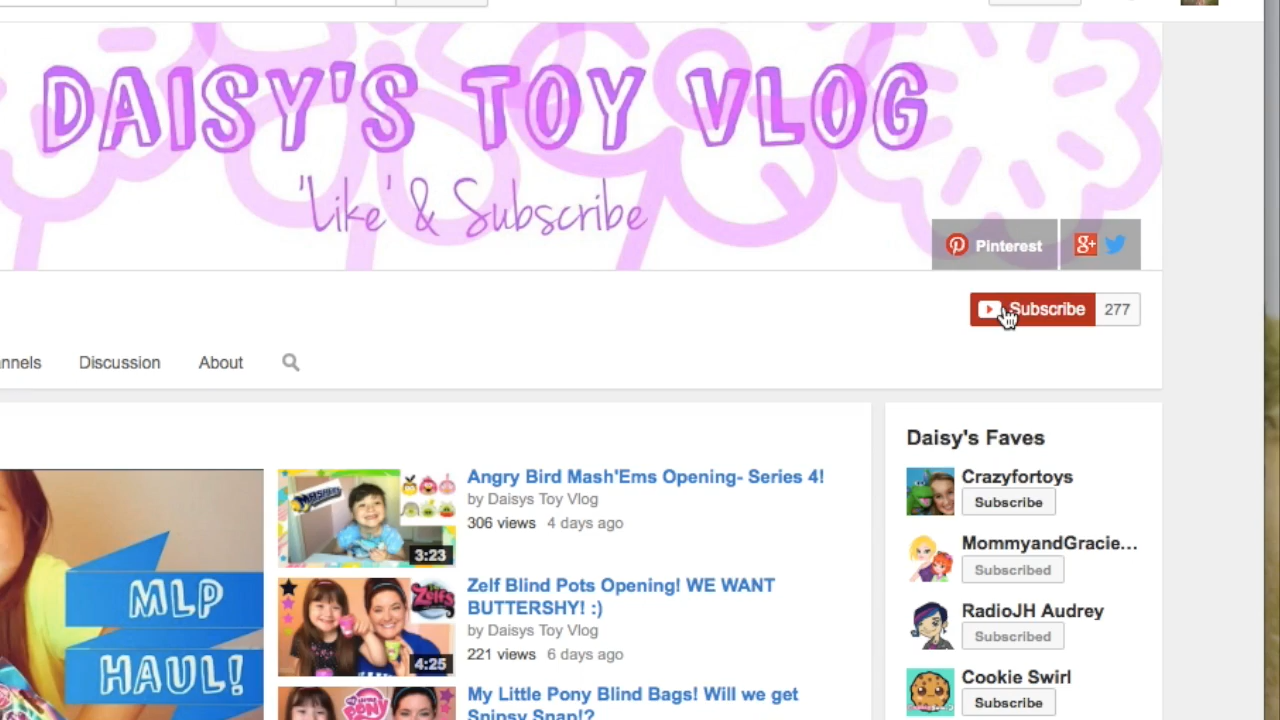 DAISY'S TOY VLOG
'Like' & Subscribe
Pinterest
g+
Subscribe 277
nnels Discussion About
Daisy's Faves
Angry Bird Mash'Ems Opening- Series 4!
by Daisys Toy Vlog
306 views 4 days ago
3:23
Zelf Blind Pots Opening! WE WANT
BUTTERSHY! :)
by Daisys Toy Vlog
221 views 6 days ago
4:25
My Little Pony Blind Bags! Will we get
Snipsy Snap!?
MLP
HAUL!
Crazyfortoys
Subscribe
MommyandGracie...
Subscribed
RadioJH Audrey
Subscribed
Cookie Swirl
Subscribe